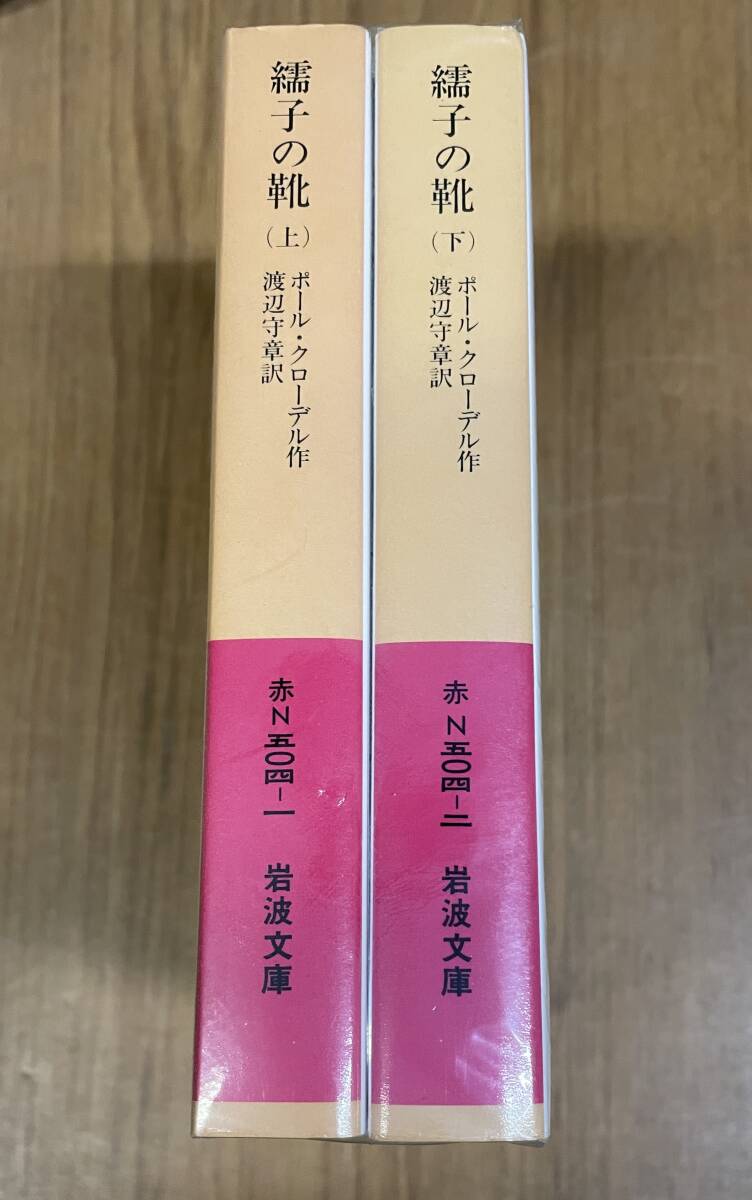 繻子の靴
(上)
ポール・クローデル作
渡辺守章訳
赤N五〇四-一
岩波文庫
繻子の靴
(下)
ポール・クローデル作
渡辺守章訳
赤N五〇四-二
岩波文庫